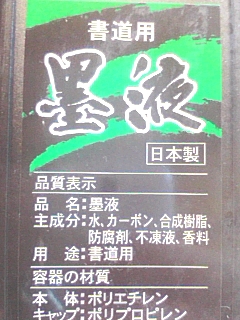 書道用
墨液
日本製
品質表示
品　名：墨液
主成分：水、カーボン、合成樹脂、
防腐剤、不凍液、香料
用　途：書道用
容器の材質
本　体：ポリエチレン
キャップ：ポリプロピレン